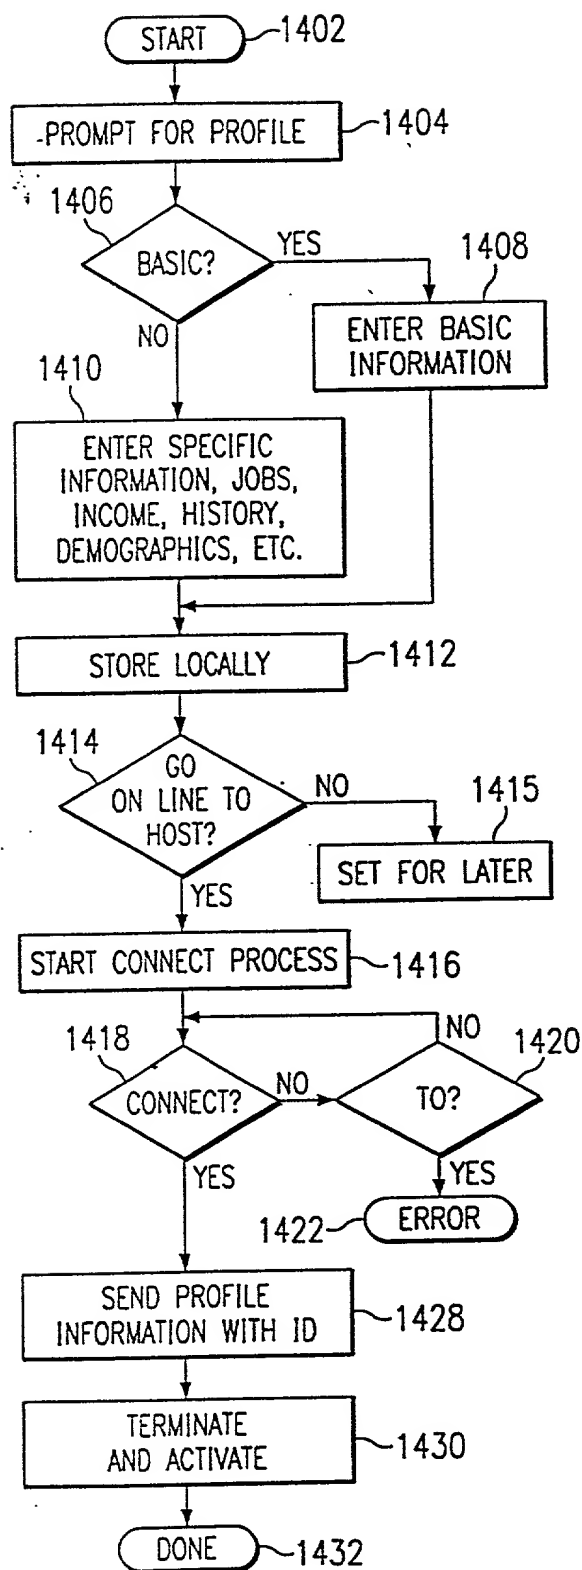 START
1402
PROMPT FOR PROFILE
1404
1406
BASIC?
YES
1408
NO
ENTER BASIC
INFORMATION
1410
ENTER SPECIFIC
INFORMATION, JOBS,
INCOME, HISTORY,
DEMOGRAPHICS, ETC.
STORE LOCALLY
1412
1414
GO
ON LINE TO
HOST?
NO
1415
SET FOR LATER
YES
START CONNECT PROCESS
1416
1418
CONNECT?
NO
NO
1420
TO?
YES
YES
1422
ERROR
SEND PROFILE
INFORMATION WITH ID
1428
TERMINATE
AND ACTIVATE
1430
DONE
1432